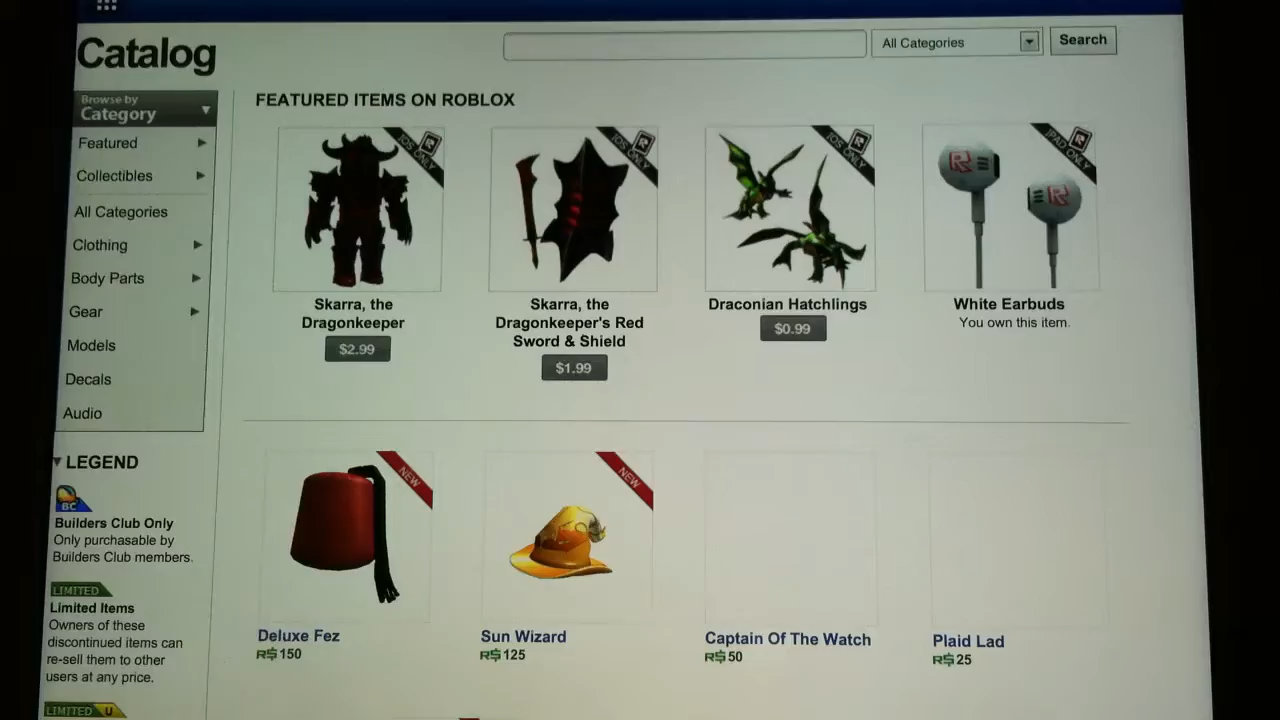 Catalog
All Categories
Search
Browse by
Category
Featured
Collectibles
All Categories
Clothing
Body Parts
Gear
Models
Decals
Audio
LEGEND
BC
Builders Club Only
Only purchasable by
Builders Club members.
LIMITED
Limited Items
Owners of these
discontinued items can
re-sell them to other
users at any price.
LIMITED U
FEATURED ITEMS ON ROBLOX
IOS ONLY
Skarra, the
Dragonkeeper
$2.99
IOS ONLY
Skarra, the
Dragonkeeper's Red
Sword & Shield
$1.99
IOS ONLY
Draconian Hatchlings
$0.99
IPAD ONLY
White Earbuds
You own this item.
NEW
Deluxe Fez
R$150
NEW
Sun Wizard
R$125
Captain Of The Watch
R$50
Plaid Lad
R$25